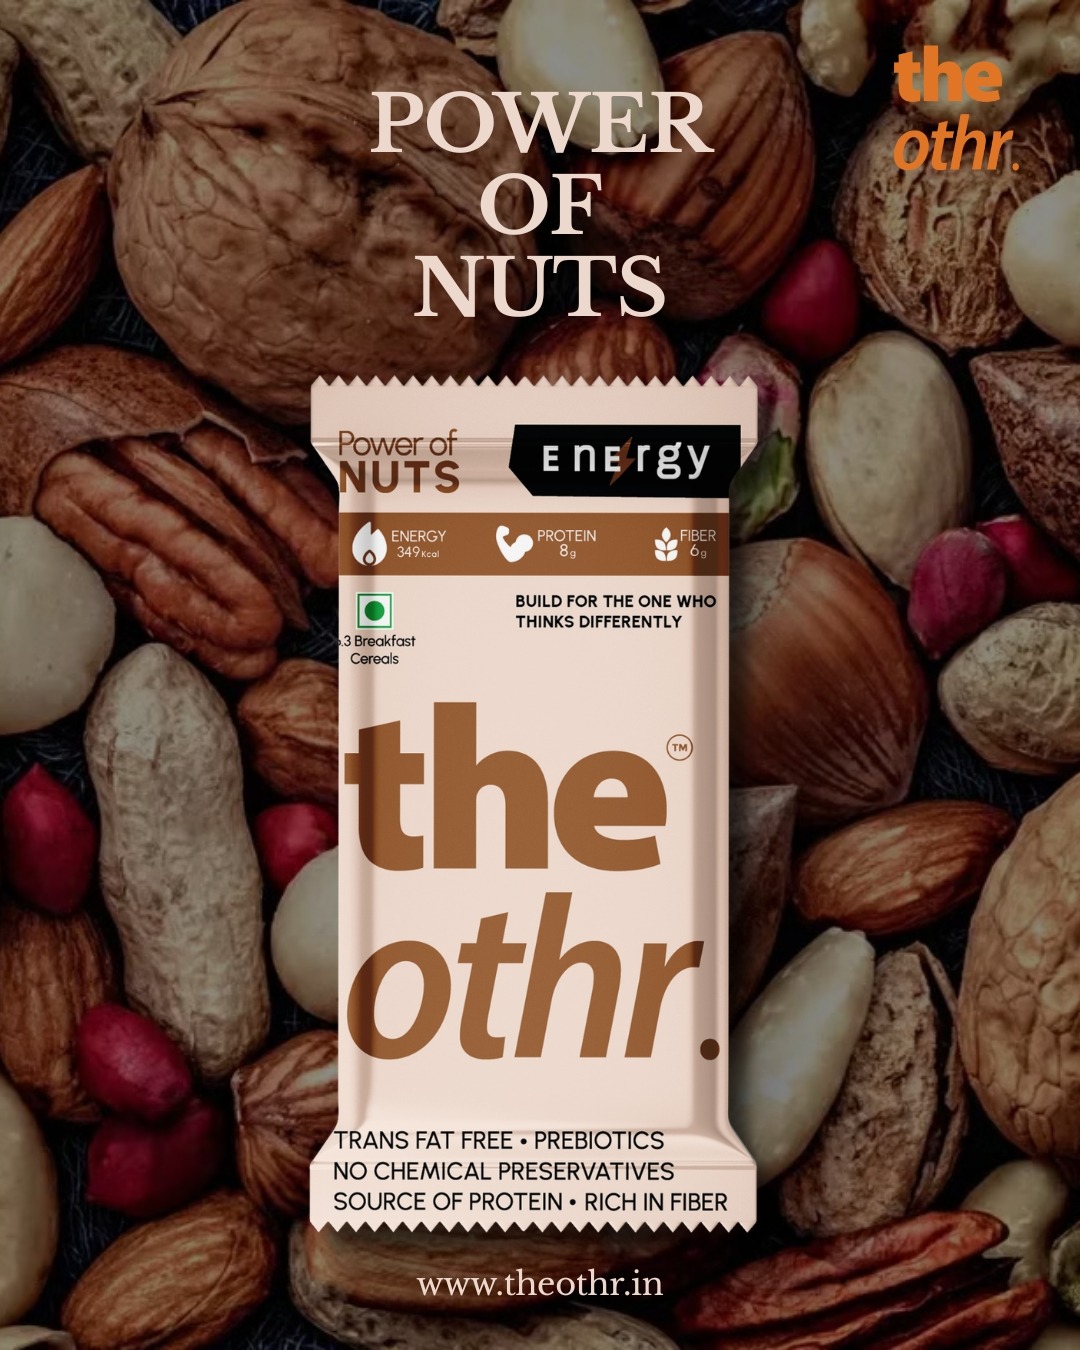 POWER
OF
NUTS
the
othr.
Power of
NUTS
ENErgy
ENERGY
349Kcal
PROTEIN
8g
FIBER
6g
BUILD FOR THE ONE WHO
THINKS DIFFERENTLY
.3 Breakfast
Cereals
the
TM
othr.
TRANS FAT FREE • PREBIOTICS
NO CHEMICAL PRESERVATIVES
SOURCE OF PROTEIN • RICH IN FIBER
www.theothr.in